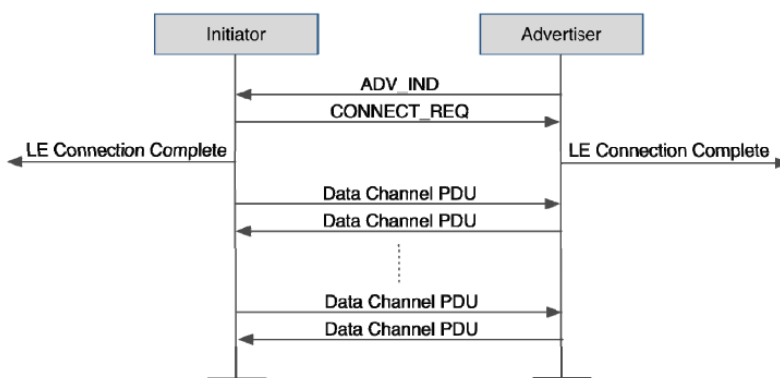 Initiator
Advertiser
ADV_IND
CONNECT_REQ
LE Connection Complete
LE Connection Complete
Data Channel PDU
Data Channel PDU
Data Channel PDU
Data Channel PDU